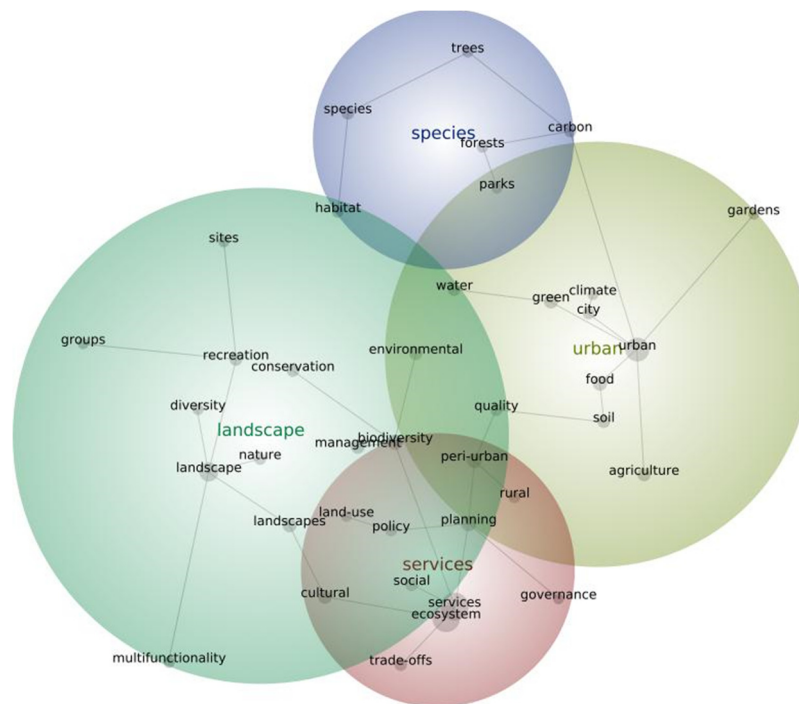 trees
species
carbon
species
forests
parks
habitat
gardens
sites
water
climate
green
city
groups
environmental
urban
urban
recreation
conservation
food
diversity
quality
soil
landscape
biodiversity
management
nature
peri-urban
landscape
agriculture
rural
land-use
landscapes
planning
policy
services
social
cultural
governance
services
ecosystem
multifunctionality
trade-offs